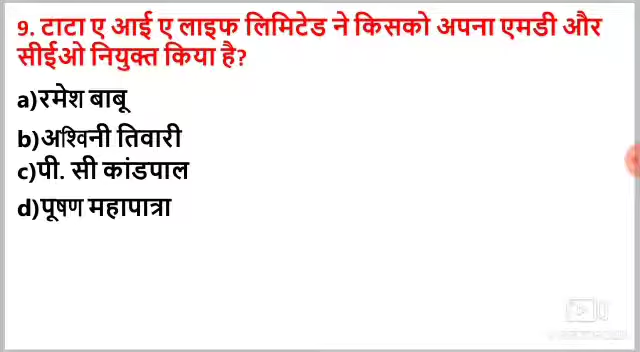 9. टाटा ए आई ए लाइफ लिमिटेड ने किसको अपना एमडी और
सीईओ नियुक्त किया है?
a)रमेश बाबू
b)अश्विनी तिवारी
c)पी. सी कांडपाल
d)पूषण महापात्रा